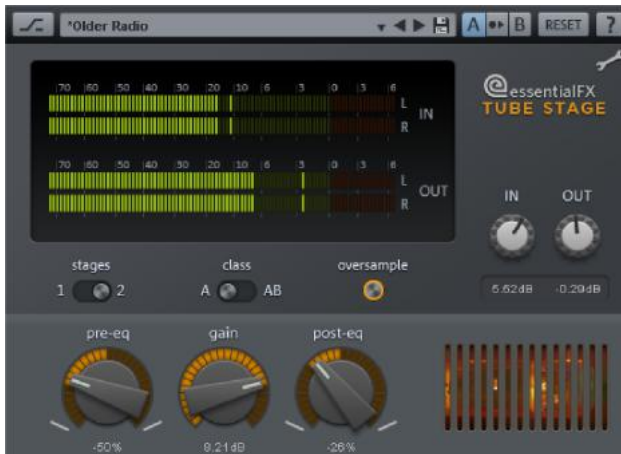 *Older Radio
A B RESET ?
essentialFX
TUBE STAGE
70 60 50 40 30 20 10 6 3 0 3 6
L
IN
R
70 60 50 40 30 20 10 6 3 0 3 6
L
OUT
R
IN OUT
6.62dB -0.29dB
stages class oversample
1 2 A AB
pre-eq gain post-eq
-50% 8.21dB -26%